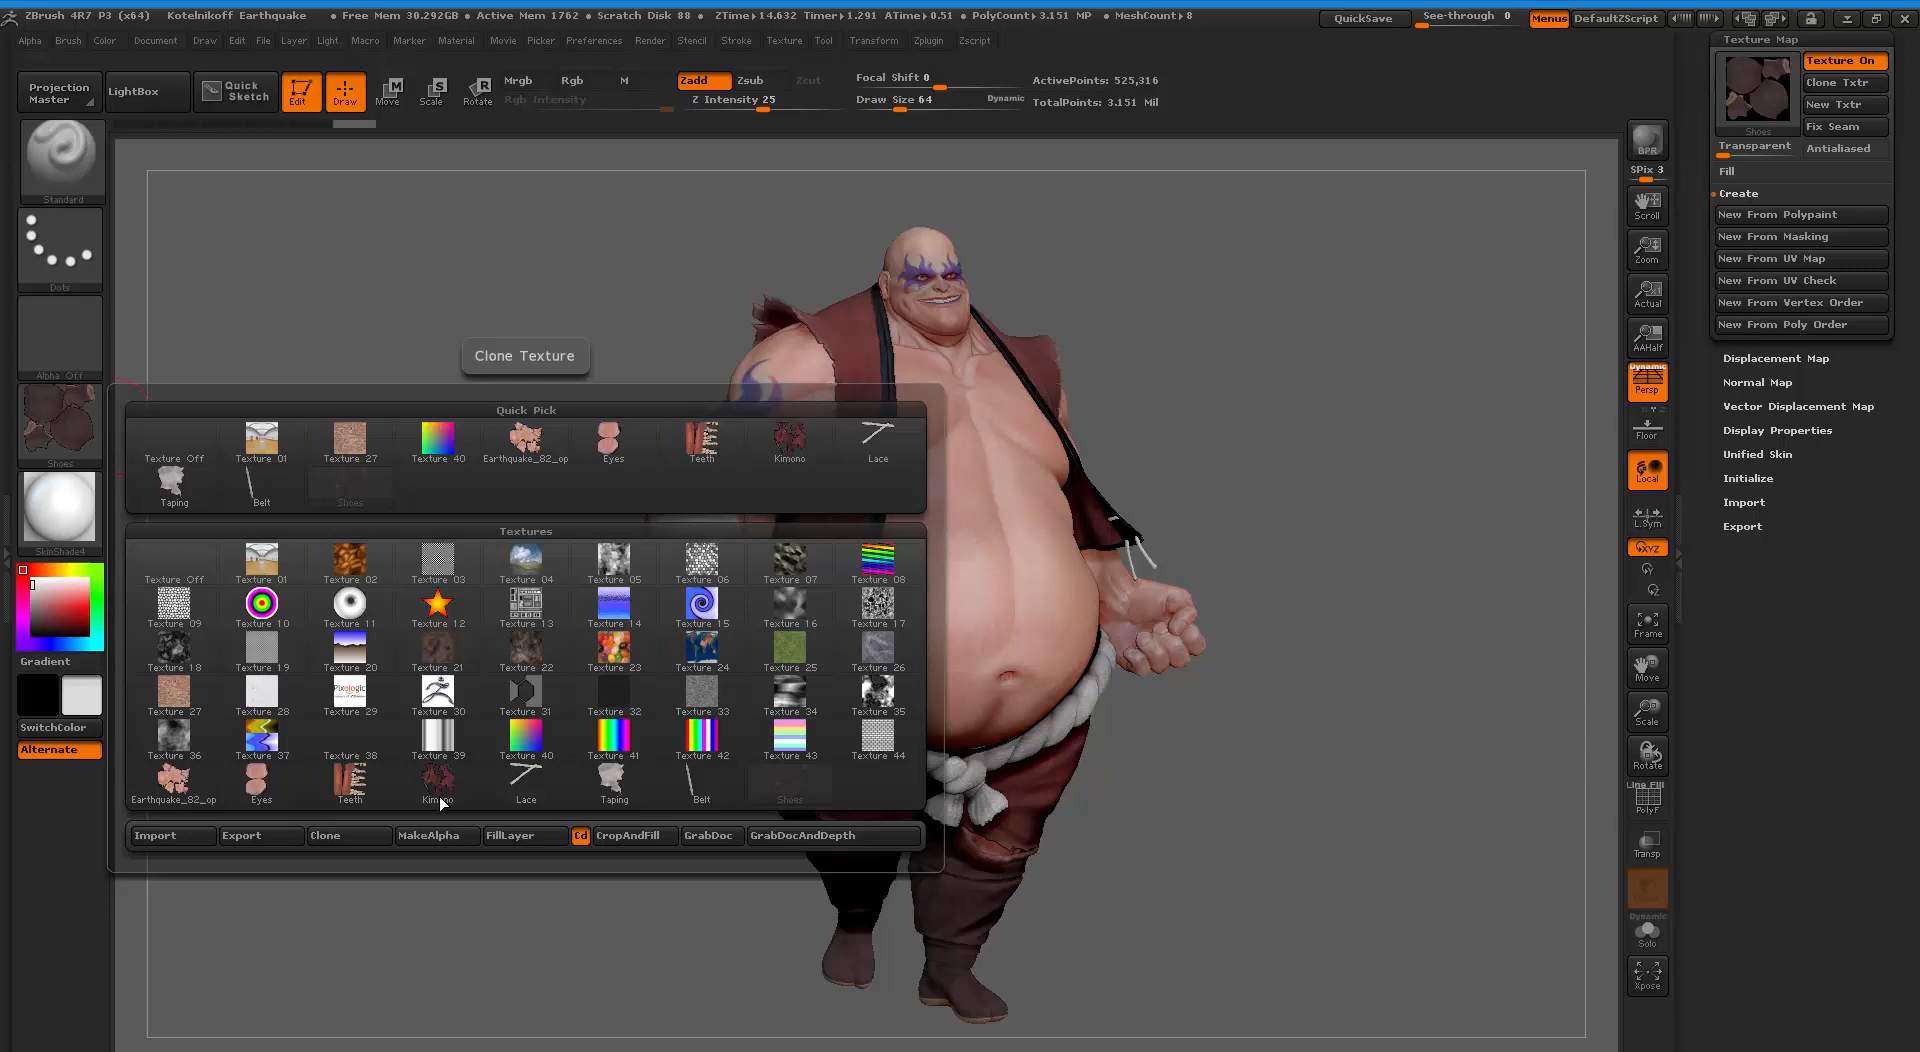 ZBrush 4R7 P3 (x64) Kotelnikoff Earthquake • Free Mem 30.292GB • Active Mem 1762 • Scratch Disk 88 • ZTime▸14.632 Timer▸1.291 ATime▸0.51 • PolyCount▸3.151 MP • MeshCount▸8 QuickSave See-through 0 Menus DefaultZScript
Alpha Brush Color Document Draw Edit File Layer Light Macro Marker Material Movie Picker Preferences Render Stencil Stroke Texture Tool Transform Zplugin Zscript
Projection Master
LightBox
Quick Sketch
Edit
Draw
Move
Scale
Rotate
Mrgb Rgb M
Rgb Intensity
Zadd Zsub Zcut
Z Intensity 25
Focal Shift 0
Draw Size 64 Dynamic
ActivePoints: 525,316
TotalPoints: 3.151 Mil
Standard
Dots
Alpha Off
Shoes
SkinShade4
Gradient
SwitchColor
Alternate
Clone Texture
Quick Pick
Texture Off Texture 01 Texture 27 Texture 40 Earthquake_82_op Eyes Teeth Kimono Lace
Taping Belt Shoes
Textures
Texture Off Texture 01 Texture 02 Texture 03 Texture 04 Texture 05 Texture 06 Texture 07 Texture 08
Texture 09 Texture 10 Texture 11 Texture 12 Texture 13 Texture 14 Texture 15 Texture 16 Texture 17
Texture 18 Texture 19 Texture 20 Texture 21 Texture 22 Texture 23 Texture 24 Texture 25 Texture 26
Pixologic
Texture 27 Texture 28 Texture 29 Texture 30 Texture 31 Texture 32 Texture 33 Texture 34 Texture 35
Texture 36 Texture 37 Texture 38 Texture 39 Texture 40 Texture 41 Texture 42 Texture 43 Texture 44
Earthquake_82_op Eyes Teeth Kimono Lace Taping Belt Shoes
Import Export Clone MakeAlpha FillLayer Cd CropAndFill GrabDoc GrabDocAndDepth
BPR
SPix 3
Scroll
Zoom
Actual
AAHalf
Dynamic
Persp
Floor
Local
L.Sym
XYZ
Frame
Move
Scale
Rotate
Line Fill
PolyF
Transp
Dynamic
Solo
Xpose
Texture Map
Shoes
Texture On
Clone Txtr
New Txtr
Fix Seam
Transparent Antialiased
Fill
Create
New From Polypaint
New From Masking
New From UV Map
New From UV Check
New From Vertex Order
New From Poly Order
Displacement Map
Normal Map
Vector Displacement Map
Display Properties
Unified Skin
Initialize
Import
Export